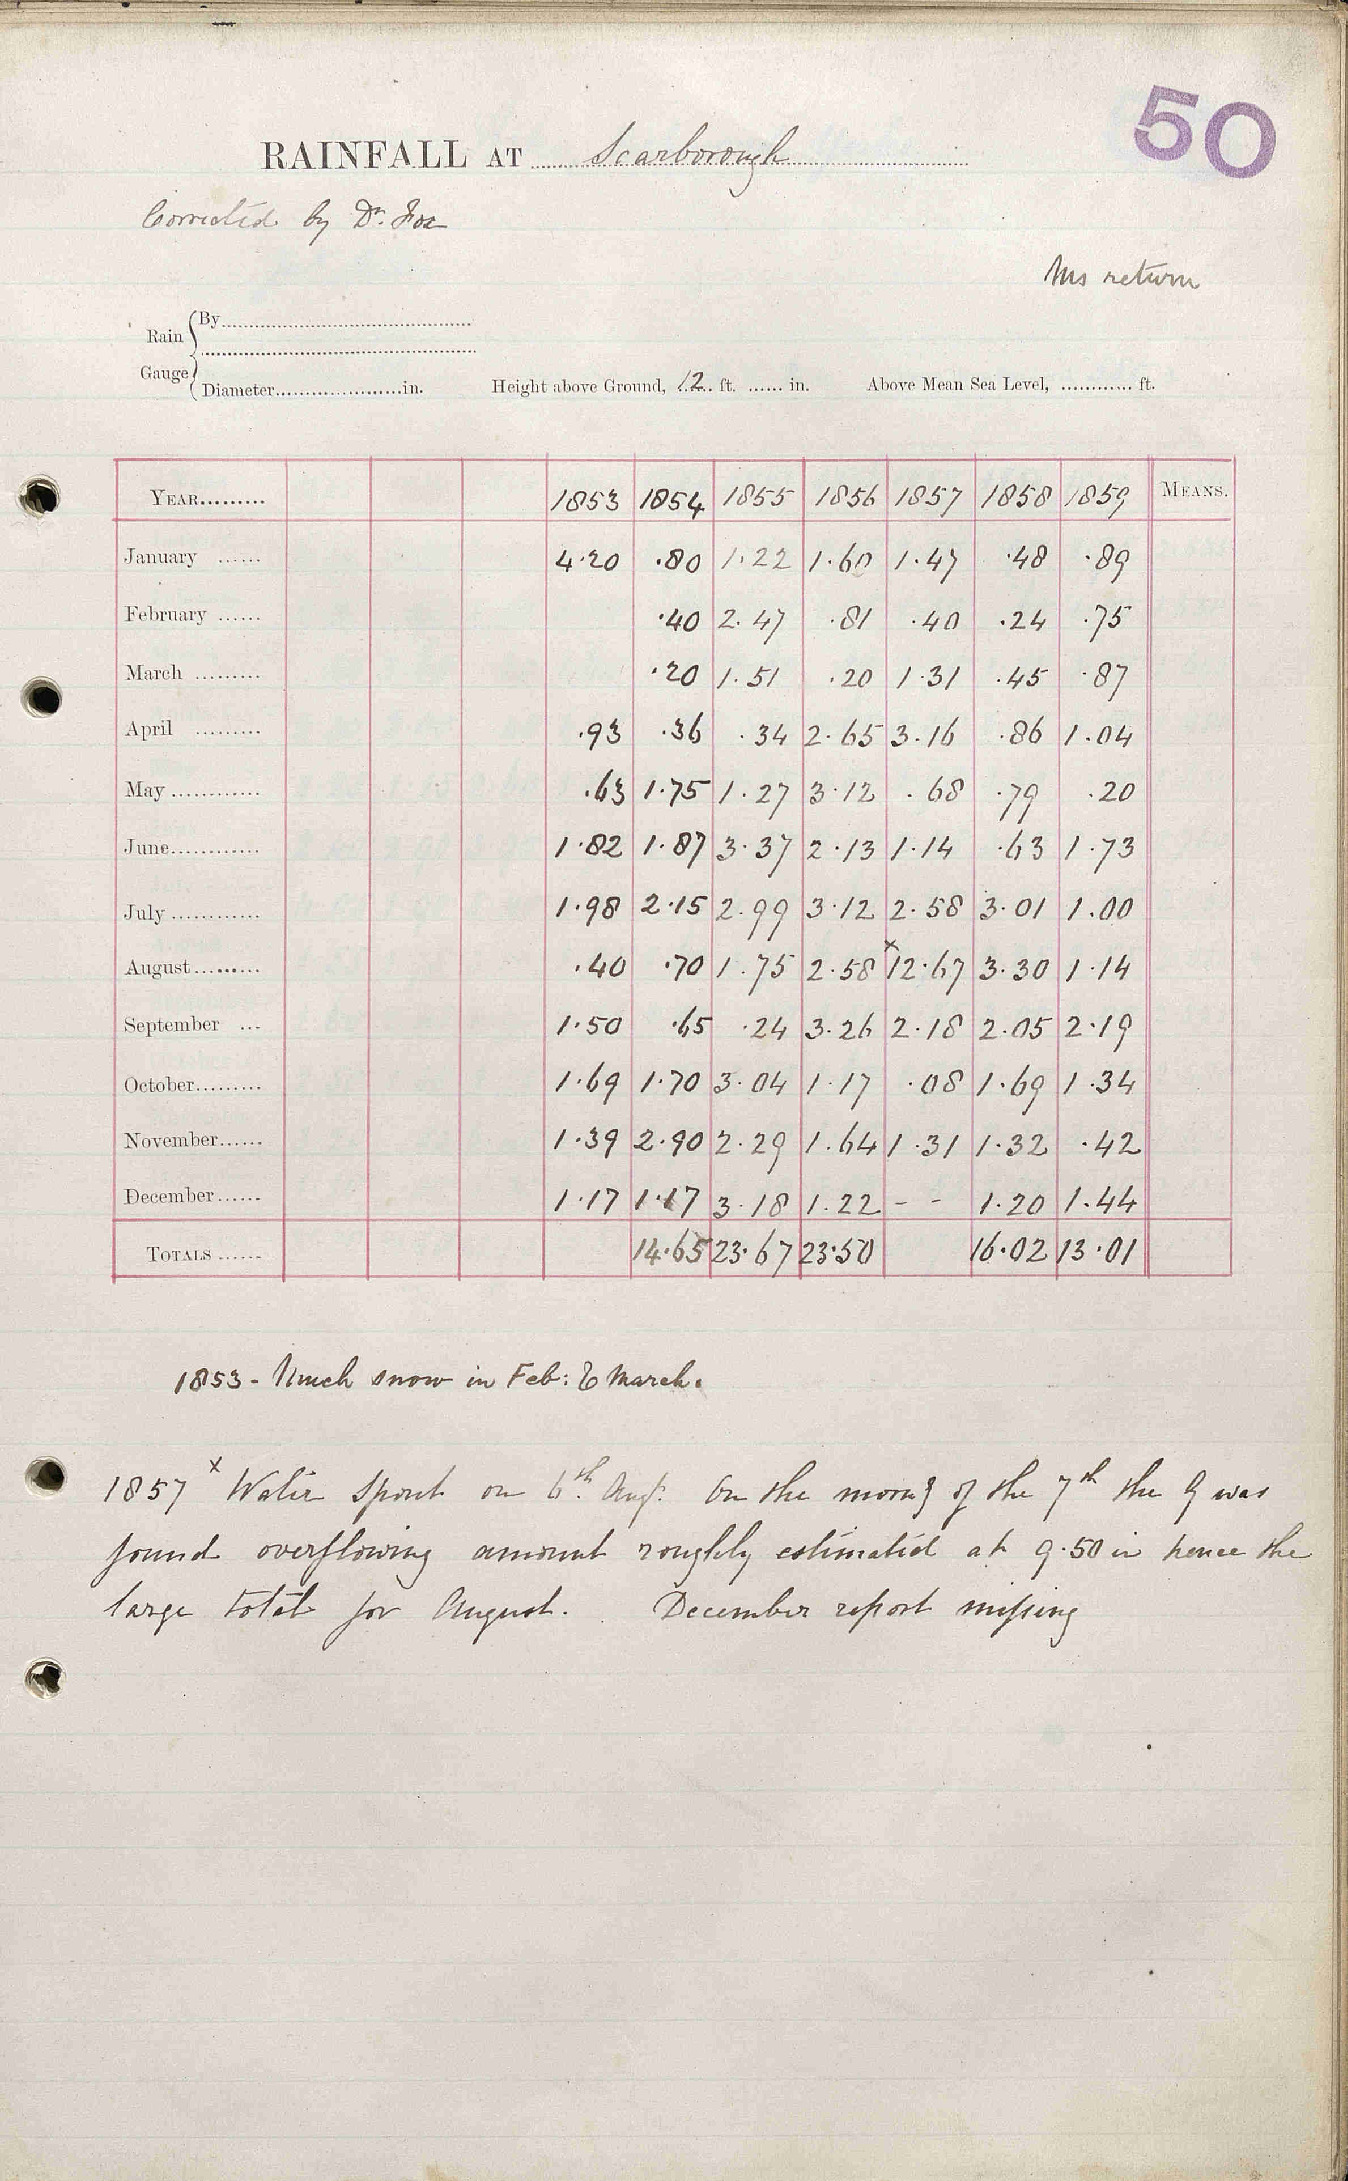 50
RAINFALL AT Scarborough
Corrected by Dr. Fox
Ms return
Rain Gauge { By
Diameter in. Height above Ground, 12 ft. in. Above Mean Sea Level, ft.
YEAR 1853 1854 1855 1856 1857 1858 1859 MEANS.
January 4.20 .80 1.22 1.60 1.47 .48 .89
February .40 2.47 .81 .40 .24 .75
March .20 1.51 .20 1.31 .45 .87
April .93 .36 .34 2.65 3.16 .86 1.04
May .63 1.75 1.27 3.12 .68 .79 .20
June 1.82 1.87 3.37 2.13 1.14 .63 1.73
July 1.98 2.15 2.99 3.12 2.58 3.01 1.00
August .40 .70 1.75 2.58 x12.67 3.30 1.14
September 1.50 .65 .24 3.26 2.18 2.05 2.19
October 1.69 1.70 3.04 1.17 .08 1.69 1.34
November 1.39 2.90 2.29 1.64 1.31 1.32 .42
December 1.17 1.17 3.18 1.22 - - 1.20 1.44
TOTALS 14.65 23.67 23.50 16.02 13.01
1853 - Much snow in Feb: & March.
1857 x Water Spout on 6th Augt. On the morng of the 7th the G was
found overflowing amount roughly estimated at 9.50 in hence the
large total for August. December report missing